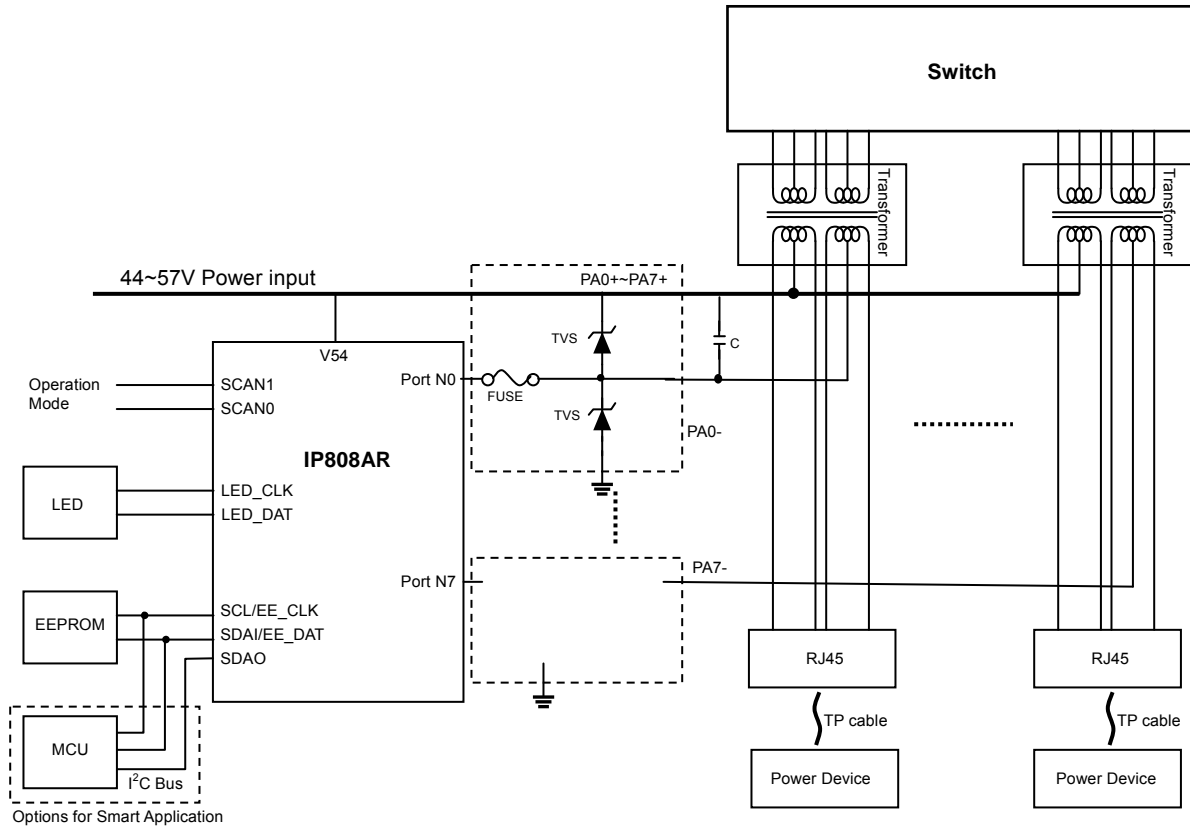 Switch
Transformer
Transformer
44~57V Power input
PA0+~PA7+
V54
TVS
C
Operation
Mode
SCAN1
SCAN0
Port N0
FUSE
TVS
PA0-
IP808AR
LED
LED_CLK
LED_DAT
Port N7
PA7-
EEPROM
SCL/EE_CLK
SDAI/EE_DAT
SDAO
RJ45
RJ45
TP cable
TP cable
MCU
I²C Bus
Power Device
Power Device
Options for Smart Application